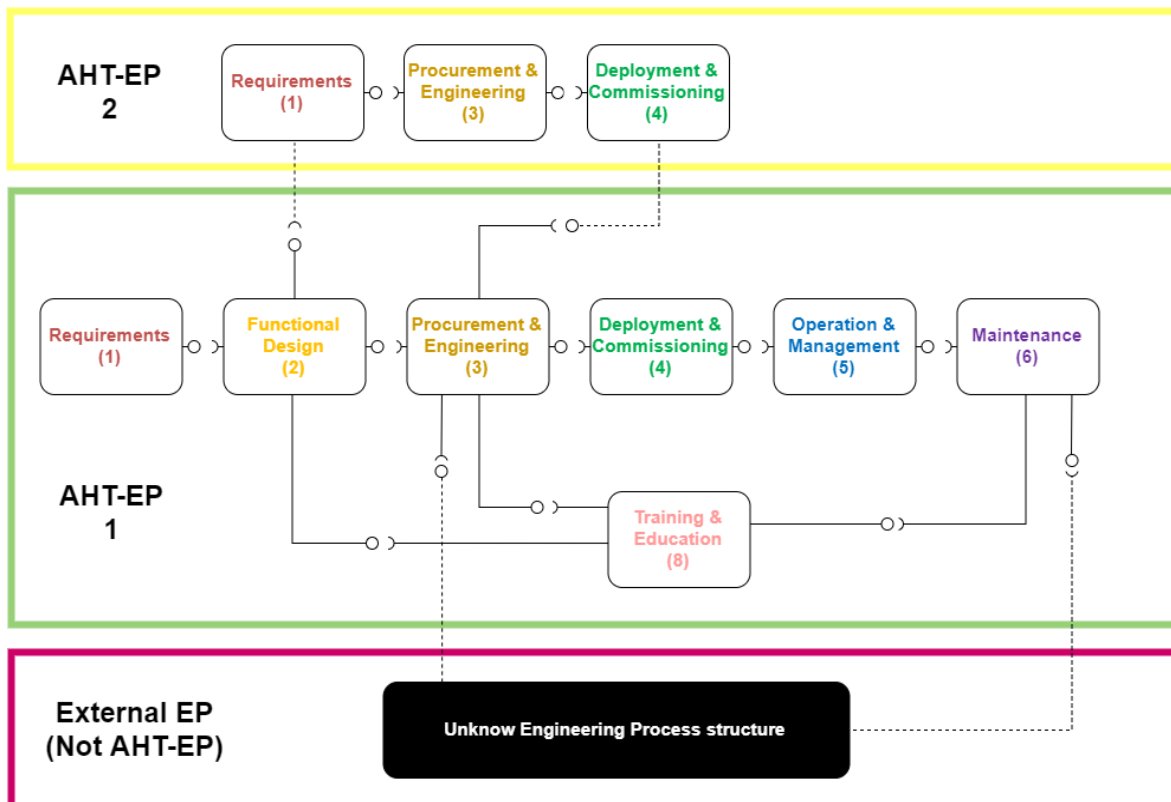 AHT-EP
2
Requirements
(1)
Procurement &
Engineering
(3)
Deployment &
Commissioning
(4)
Requirements
(1)
Functional
Design
(2)
Procurement &
Engineering
(3)
Deployment &
Commissioning
(4)
Operation &
Management
(5)
Maintenance
(6)
AHT-EP
1
Training &
Education
(8)
External EP
(Not AHT-EP)
Unknow Engineering Process structure